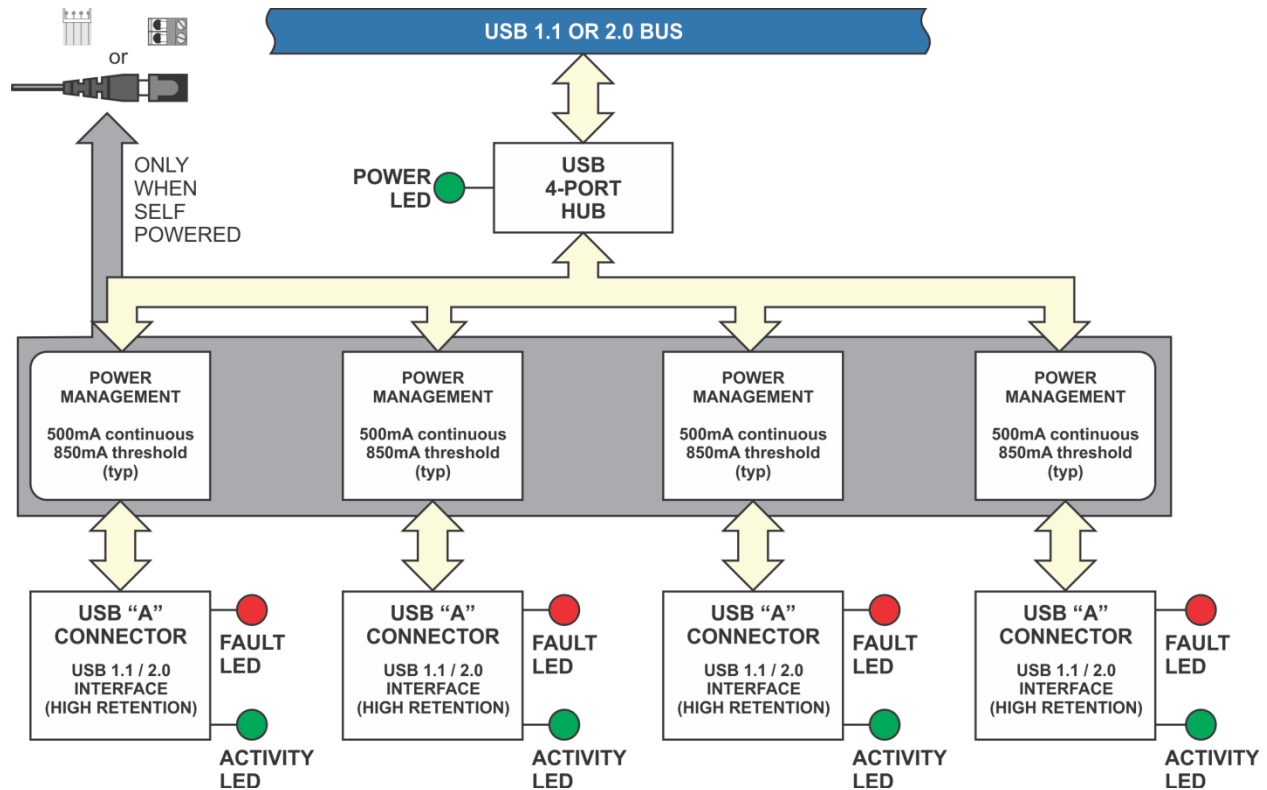 USB 1.1 OR 2.0 BUS
or
ONLY
WHEN
SELF
POWERED
POWER
LED
USB
4-PORT
HUB
POWER
MANAGEMENT
500mA continuous
850mA threshold
(typ)
POWER
MANAGEMENT
500mA continuous
850mA threshold
(typ)
POWER
MANAGEMENT
500mA continuous
850mA threshold
(typ)
POWER
MANAGEMENT
500mA continuous
850mA threshold
(typ)
USB “A”
CONNECTOR
USB 1.1 / 2.0
INTERFACE
(HIGH RETENTION)
FAULT
LED
ACTIVITY
LED
USB “A”
CONNECTOR
USB 1.1 / 2.0
INTERFACE
(HIGH RETENTION)
FAULT
LED
ACTIVITY
LED
USB “A”
CONNECTOR
USB 1.1 / 2.0
INTERFACE
(HIGH RETENTION)
FAULT
LED
ACTIVITY
LED
USB “A”
CONNECTOR
USB 1.1 / 2.0
INTERFACE
(HIGH RETENTION)
FAULT
LED
ACTIVITY
LED